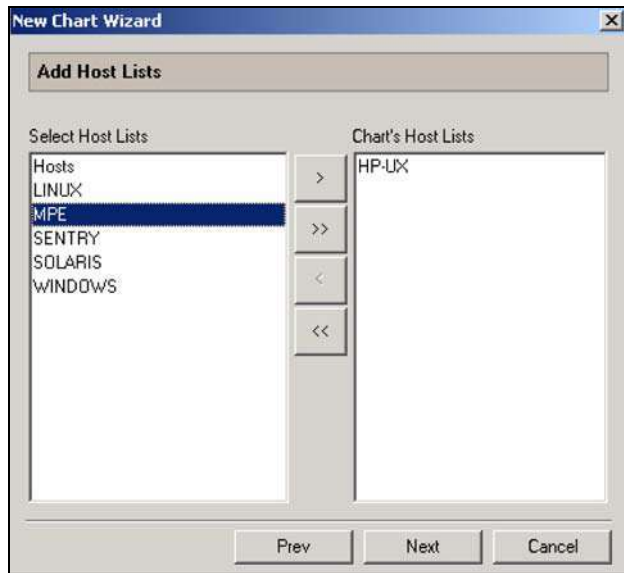 New Chart Wizard
Add Host Lists
Select Host Lists
Chart's Host Lists
Hosts
LINUX
MPE
SENTRY
SOLARIS
WINDOWS
>
>>
<
<<
HP-UX
Prev
Next
Cancel